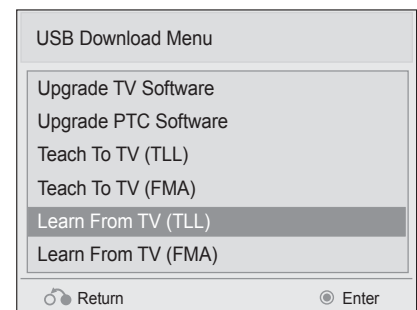 USB Download Menu
Upgrade TV Software
Upgrade PTC Software
Teach To TV (TLL)
Teach To TV (FMA)
Learn From TV (TLL)
Learn From TV (FMA)
Return Enter